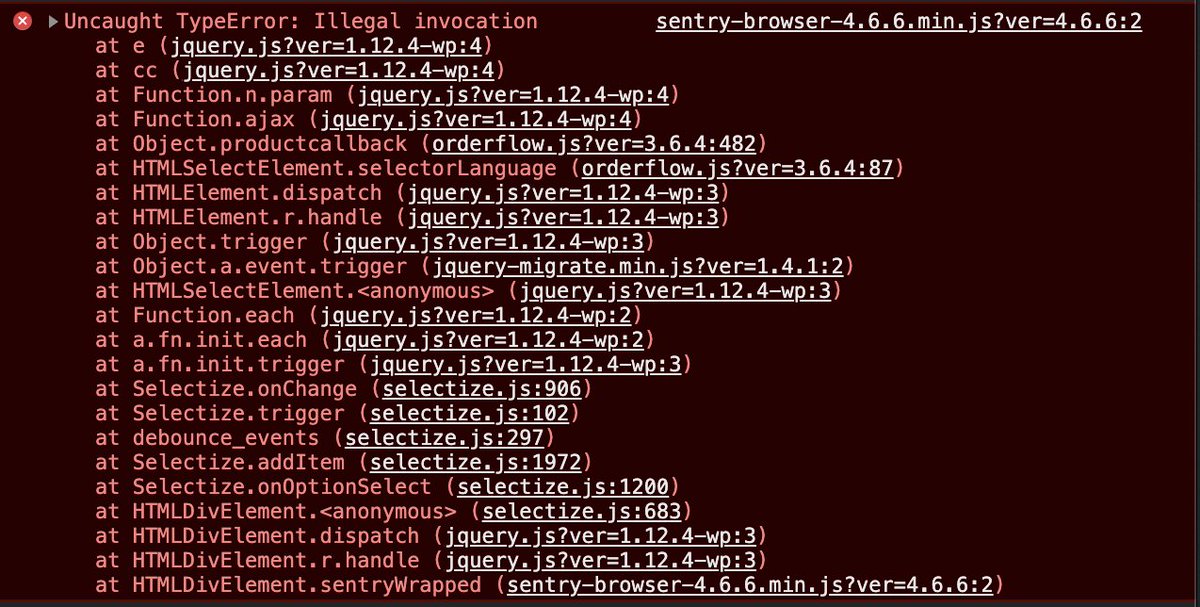 Uncaught TypeError: Illegal invocation sentry-browser-4.6.6.min.js?ver=4.6.6:2
at e (jquery.js?ver=1.12.4-wp:4)
at cc (jquery.js?ver=1.12.4-wp:4)
at Function.n.param (jquery.js?ver=1.12.4-wp:4)
at Function.ajax (jquery.js?ver=1.12.4-wp:4)
at Object.productcallback (orderflow.js?ver=3.6.4:482)
at HTMLSelectElement.selectorLanguage (orderflow.js?ver=3.6.4:87)
at HTMLElement.dispatch (jquery.js?ver=1.12.4-wp:3)
at HTMLElement.r.handle (jquery.js?ver=1.12.4-wp:3)
at Object.trigger (jquery.js?ver=1.12.4-wp:3)
at Object.a.event.trigger (jquery-migrate.min.js?ver=1.4.1:2)
at HTMLSelectElement.<anonymous> (jquery.js?ver=1.12.4-wp:3)
at Function.each (jquery.js?ver=1.12.4-wp:2)
at a.fn.init.each (jquery.js?ver=1.12.4-wp:2)
at a.fn.init.trigger (jquery.js?ver=1.12.4-wp:3)
at Selectize.onChange (selectize.js:906)
at Selectize.trigger (selectize.js:102)
at debounce_events (selectize.js:297)
at Selectize.addItem (selectize.js:1972)
at Selectize.onOptionSelect (selectize.js:1200)
at HTMLDivElement.<anonymous> (selectize.js:683)
at HTMLDivElement.dispatch (jquery.js?ver=1.12.4-wp:3)
at HTMLDivElement.r.handle (jquery.js?ver=1.12.4-wp:3)
at HTMLDivElement.sentryWrapped (sentry-browser-4.6.6.min.js?ver=4.6.6:2)